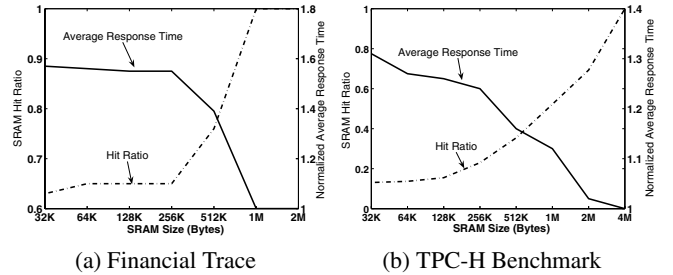 1
0.9
0.8
0.7
0.6
SRAM Hit Ratio
Average Response Time
Hit Ratio
1.8
1.6
1.4
1.2
1
Normalized Average Response Time
32K 64K 128K 256K 512K 1M 2M
SRAM Size (Bytes)
(a) Financial Trace
1
0.8
0.6
0.4
0.2
0
SRAM Hit Ratio
Average Response Time
Hit Ratio
1.4
1.3
1.2
1.1
1
Normalized Average Response Time
32K 64K 128K 256K 512K 1M 2M 4M
SRAM Size (Bytes)
(b) TPC-H Benchmark